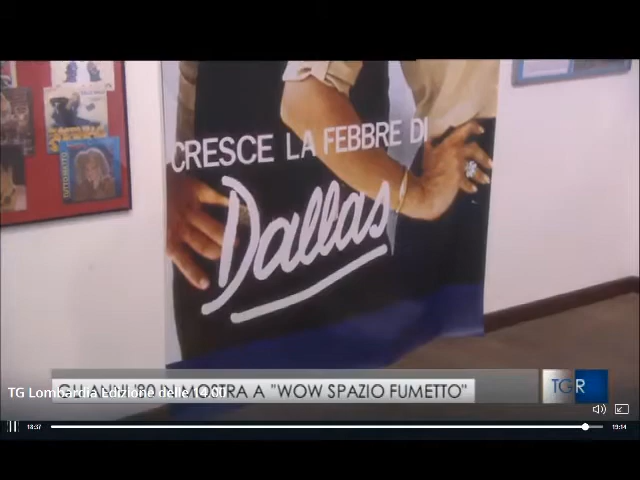 CRESCE LA FEBBRE DI
Dallas
GLI ANNI '80 IN MOSTRA A "WOW SPAZIO FUMETTO"
TGR
TG Lombardia Edizione delle 14:00
18:37
19:14